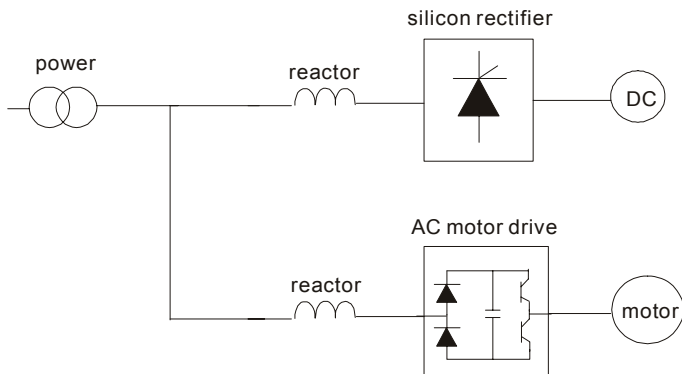 silicon rectifier
power
reactor
DC
AC motor drive
reactor
motor